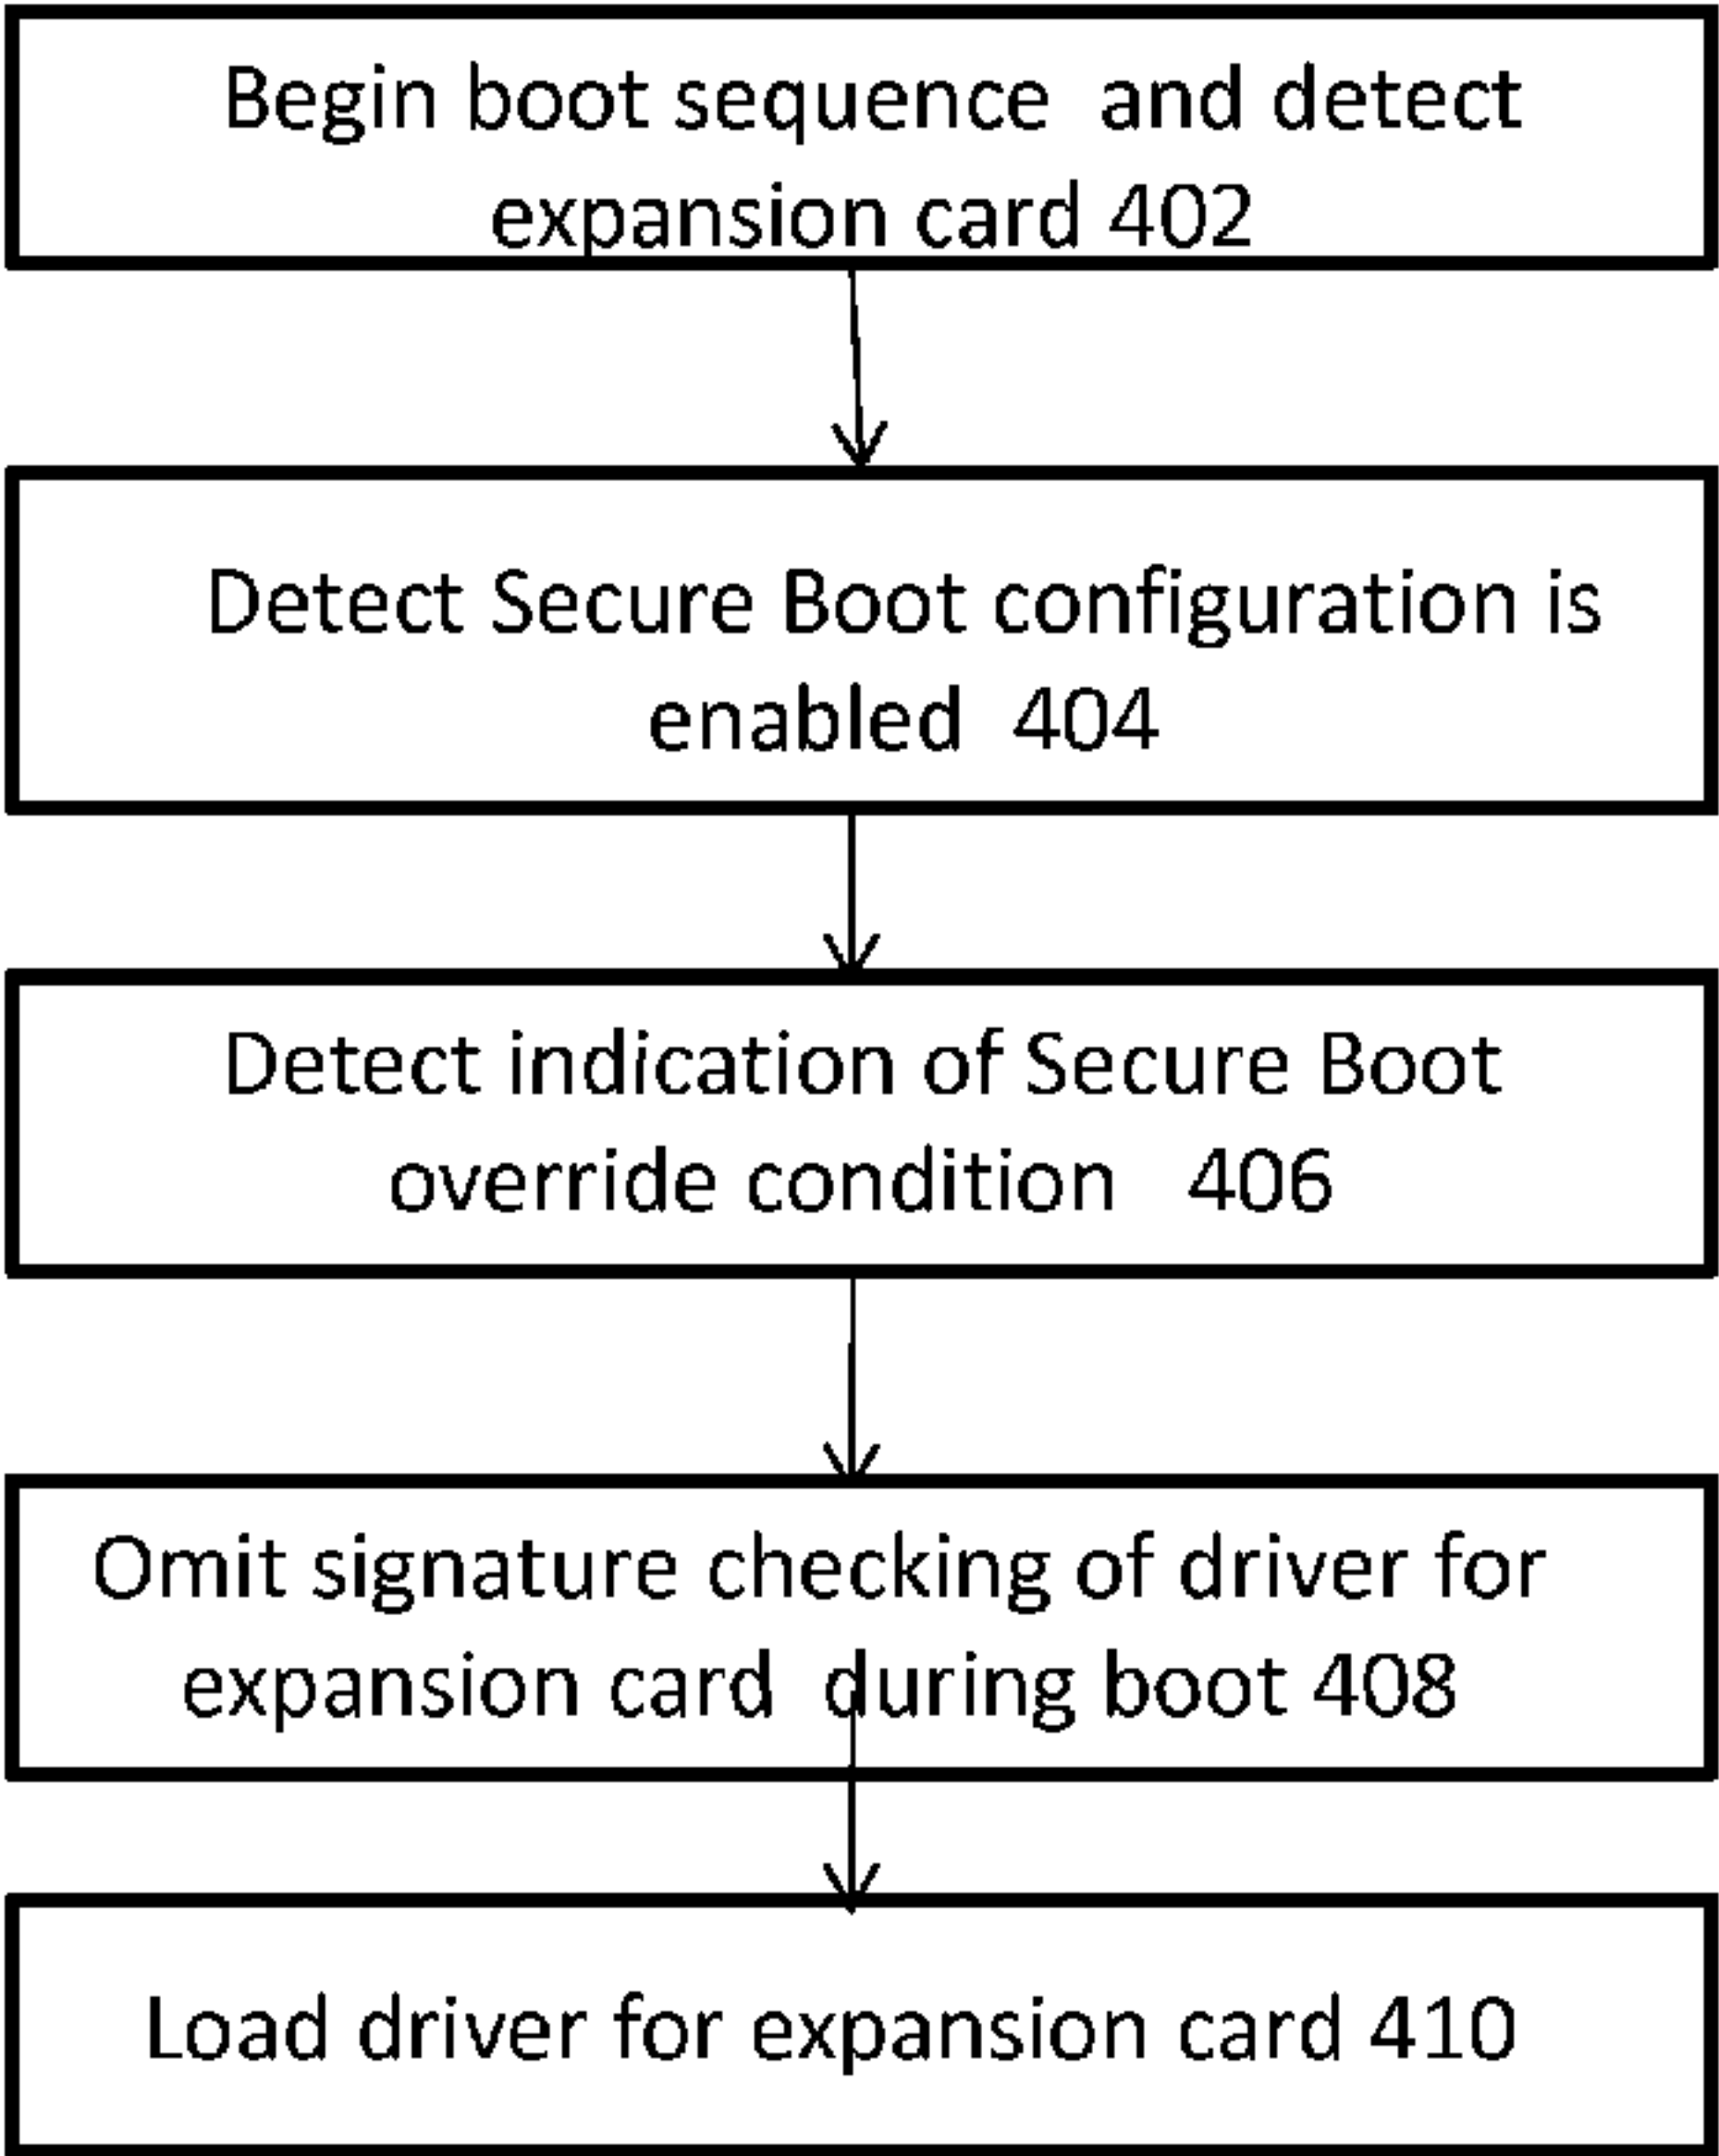 Begin boot sequence and detect
expansion card 402
Detect Secure Boot configuration is
enabled 404
Detect indication of Secure Boot
override condition 406
Omit signature checking of driver for
expansion card during boot 408
Load driver for expansion card 410